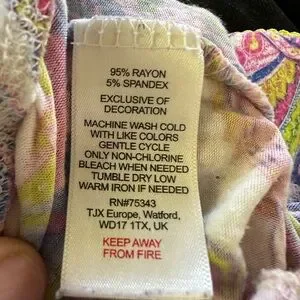 95% RAYON
5% SPANDEX
EXCLUSIVE OF
DECORATION
MACHINE WASH COLD
WITH LIKE COLORS
GENTLE CYCLE
ONLY NON-CHLORINE
BLEACH WHEN NEEDED
TUMBLE DRY LOW
WARM IRON IF NEEDED
RN#75343
TJX Europe, Watford,
WD17 1TX, UK
KEEP AWAY
FROM FIRE